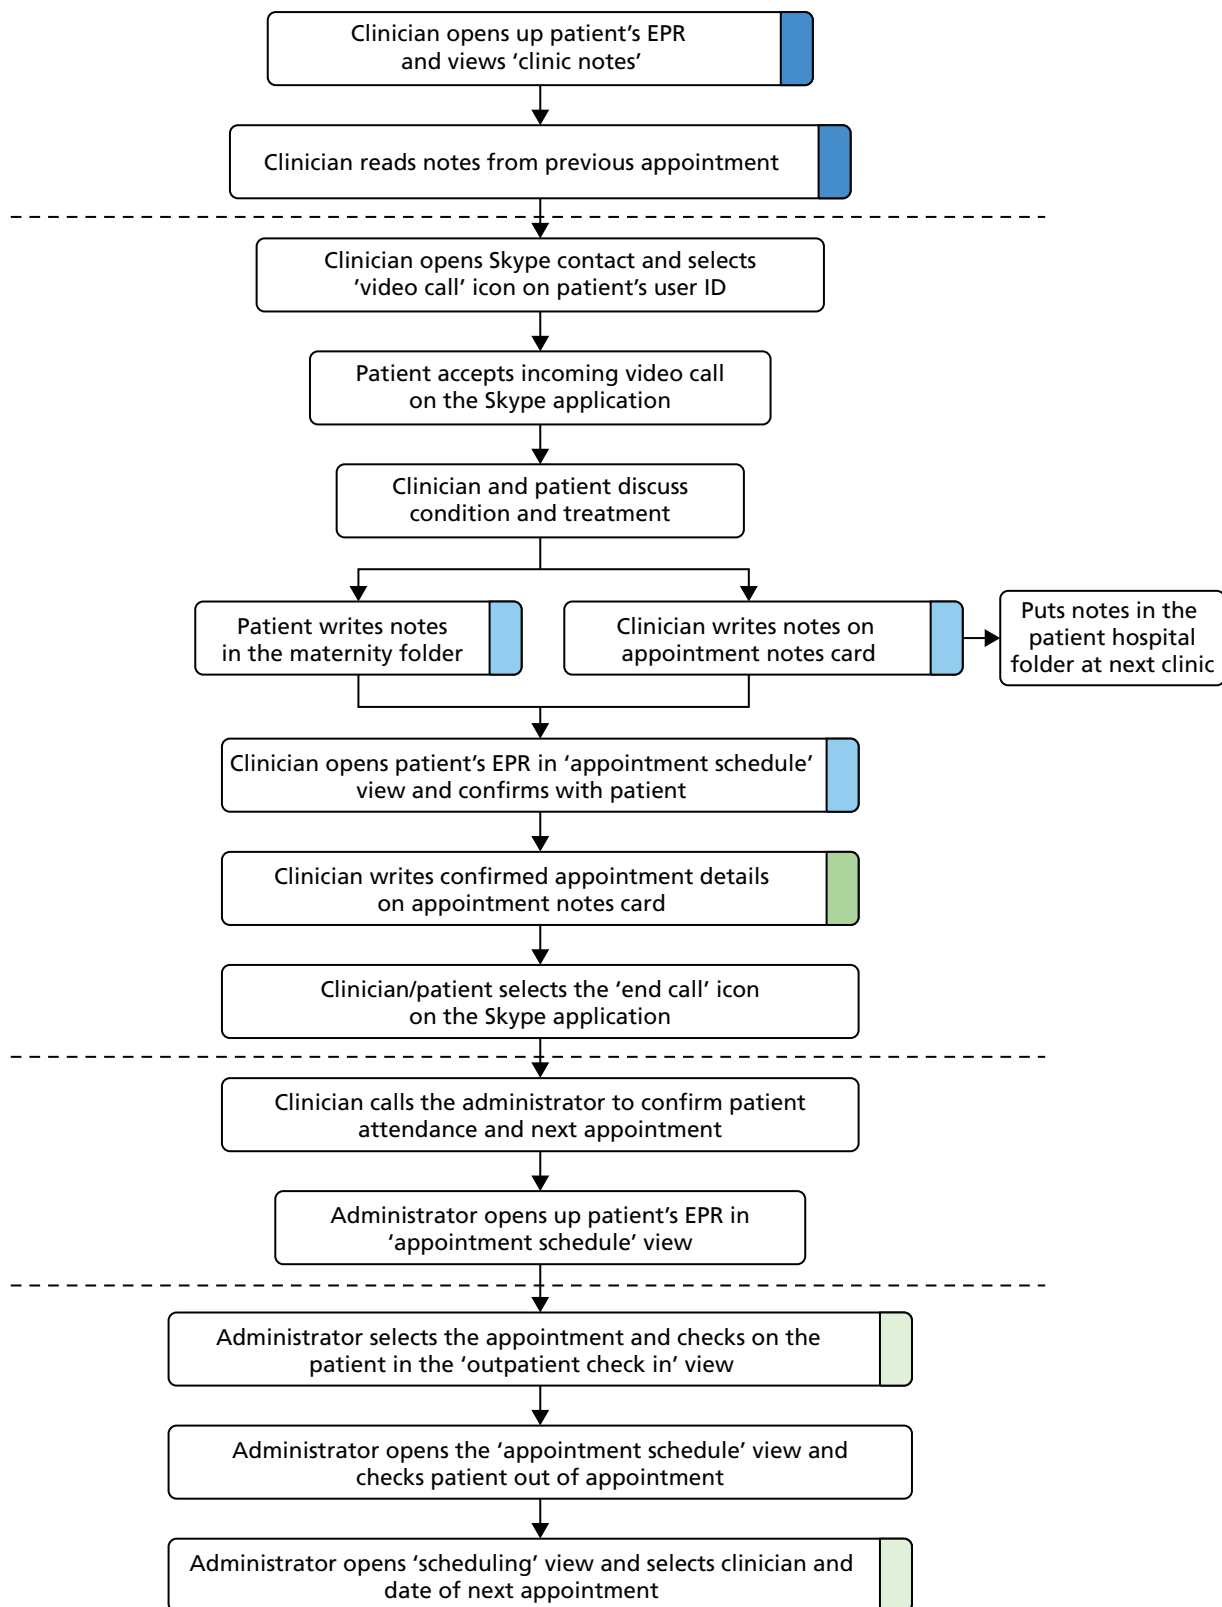 Clinician opens up patient’s EPR
and views ‘clinic notes’
Clinician reads notes from previous appointment
Clinician opens Skype contact and selects
’video call’ icon on patient’s user ID
Patient accepts incoming video call
on the Skype application
Clinician and patient discuss
condition and treatment
Patient writes notes
in the maternity folder
Clinician writes notes on
appointment notes card
Puts notes in the
patient hospital
folder at next clinic
Clinician opens patient’s EPR in ‘appointment schedule’
view and confirms with patient
Clinician writes confirmed appointment details
on appointment notes card
Clinician/patient selects the ‘end call’ icon
on the Skype application
Clinician calls the administrator to confirm patient
attendance and next appointment
Administrator opens up patient’s EPR in
‘appointment schedule’ view
Administrator selects the appointment and checks on the
patient in the ‘outpatient check in’ view
Administrator opens the ‘appointment schedule’ view and
checks patient out of appointment
Administrator opens ‘scheduling’ view and selects clinician and
date of next appointment